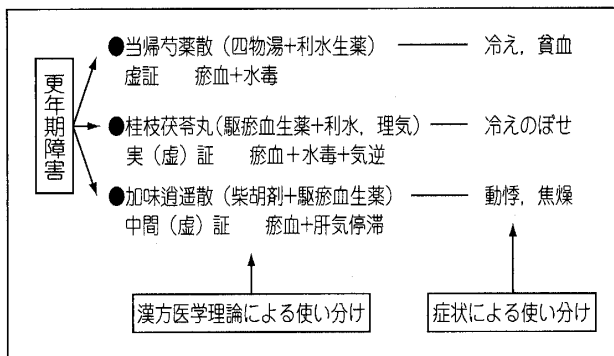 更年期障害
●当帰芍薬散（四物湯＋利水生薬） 冷え，貧血
虚証 瘀血＋水毒
●桂枝茯苓丸（駆瘀血生薬＋利水，理気） 冷えのぼせ
実（虚）証 瘀血＋水毒＋気逆
●加味逍遥散（柴胡剤＋駆瘀血生薬） 動悸，焦燥
中間（虚）証 瘀血＋肝気停滞
漢方医学理論による使い分け 症状による使い分け